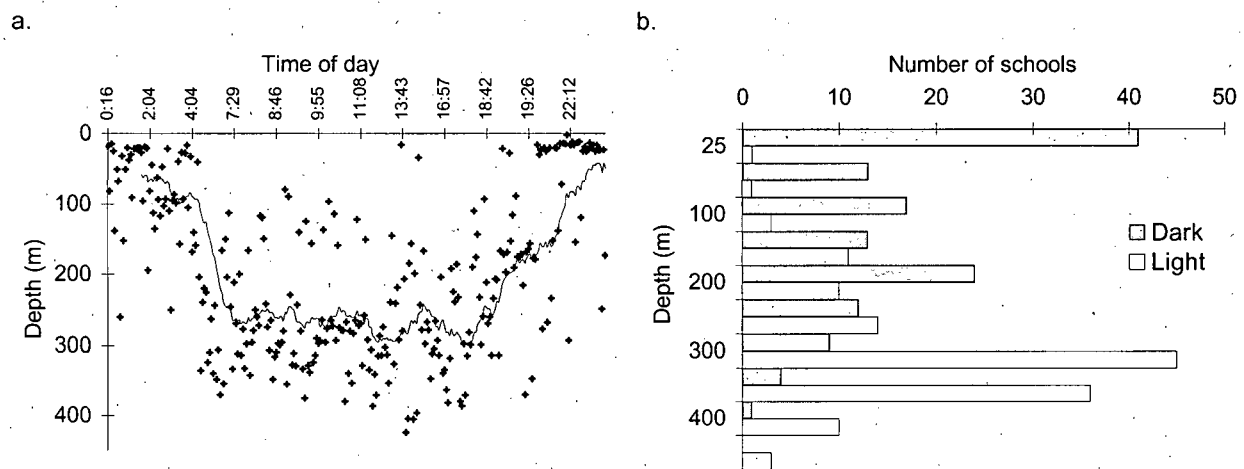 a.
Time of day
0:16 2:04 4:04 7:29 8:46 9:55 11:08 13:43 16:57 18:42 19:26 22:12
0
100
200
300
400
Depth (m)
b.
Number of schools
0 10 20 30 40 50
25
100
200
300
400
Depth (m)
Dark
Light